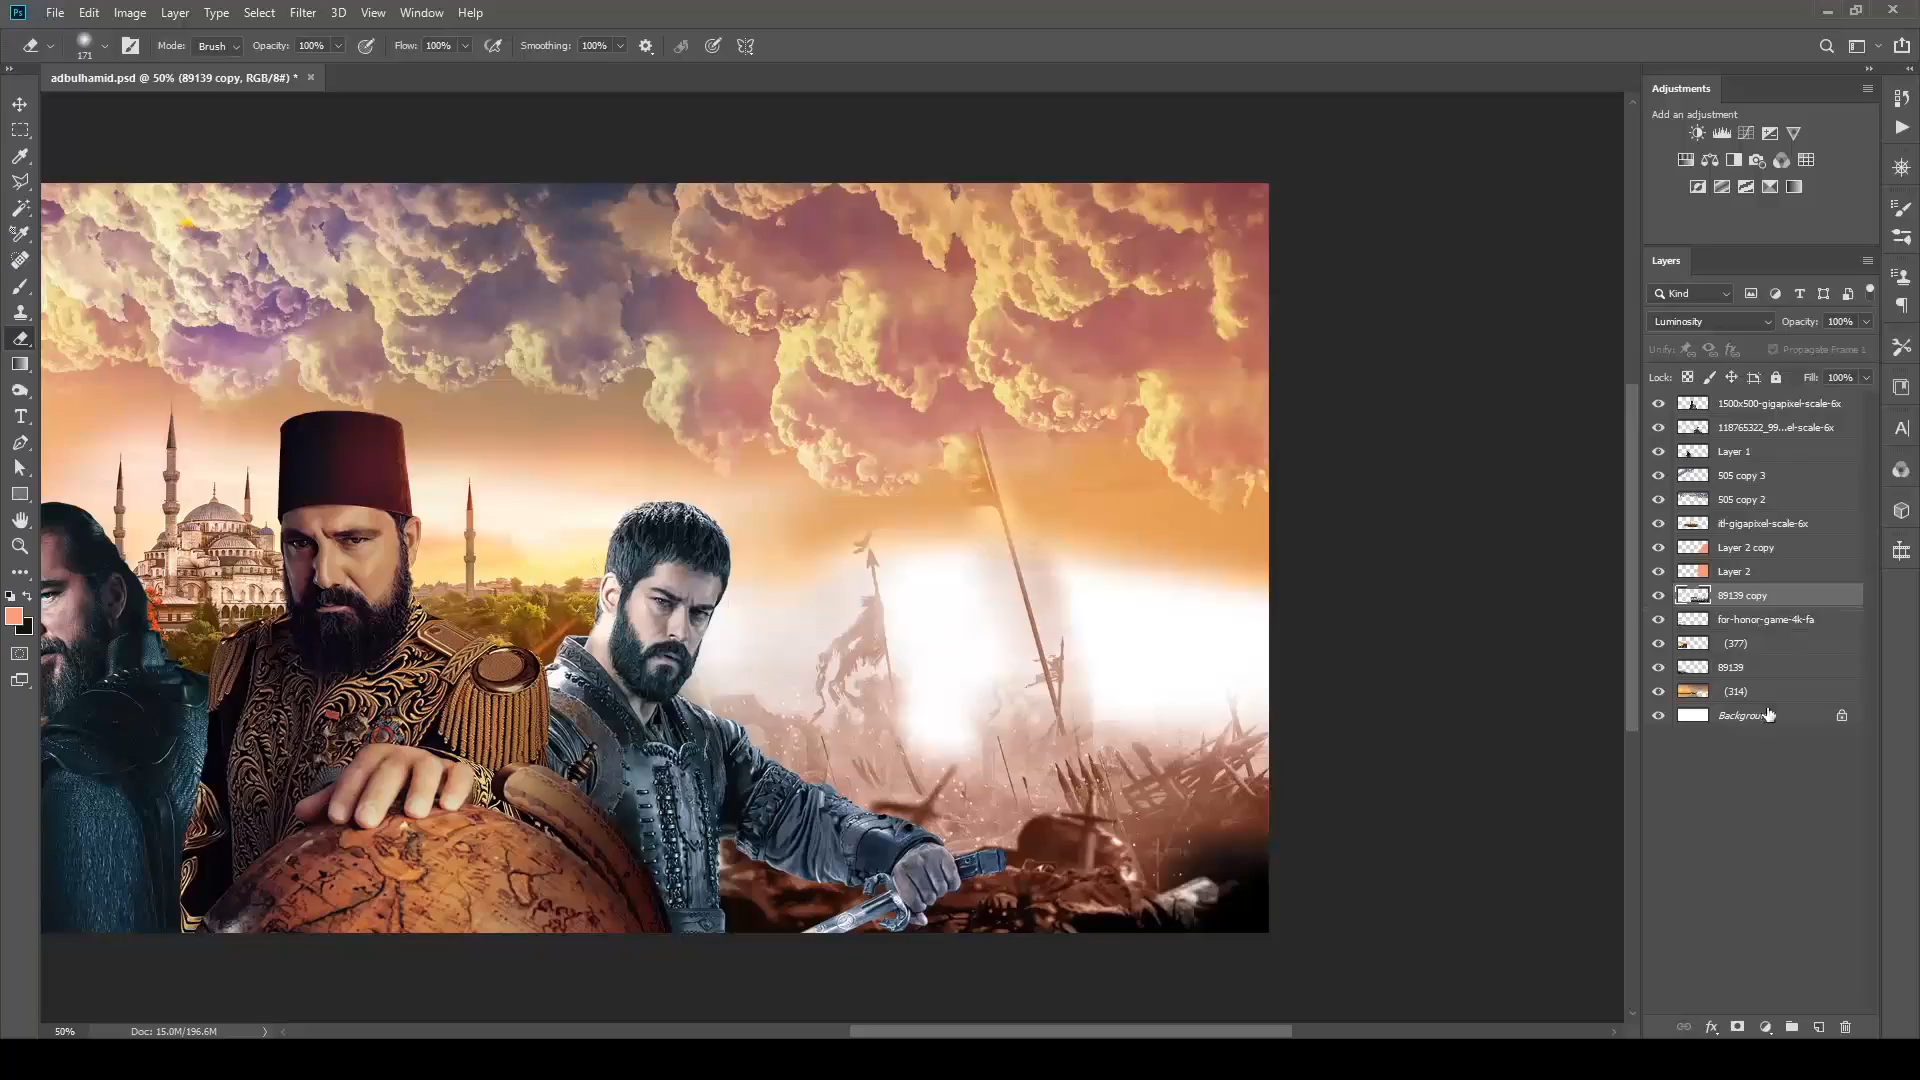 Ps File Edit Image Layer Type Select Filter 3D View Window Help
171 Mode: Brush Opacity: 100% Flow: 100% Smoothing: 100%
adbulhamid.psd @ 50% (89139 copy, RGB/8#) *
Adjustments
Add an adjustment
Layers
Kind
Luminosity Opacity: 100%
Unify: Propagate Frame 1
Lock: Fill: 100%
1500x500-gigapixel-scale-6x
118765322_99...el-scale-6x
Layer 1
505 copy 3
505 copy 2
itl-gigapixel-scale-6x
Layer 2 copy
Layer 2
89139 copy
for-honor-game-4k-fa
(377)
89139
(314)
Background
50% Doc: 15.0M/196.6M